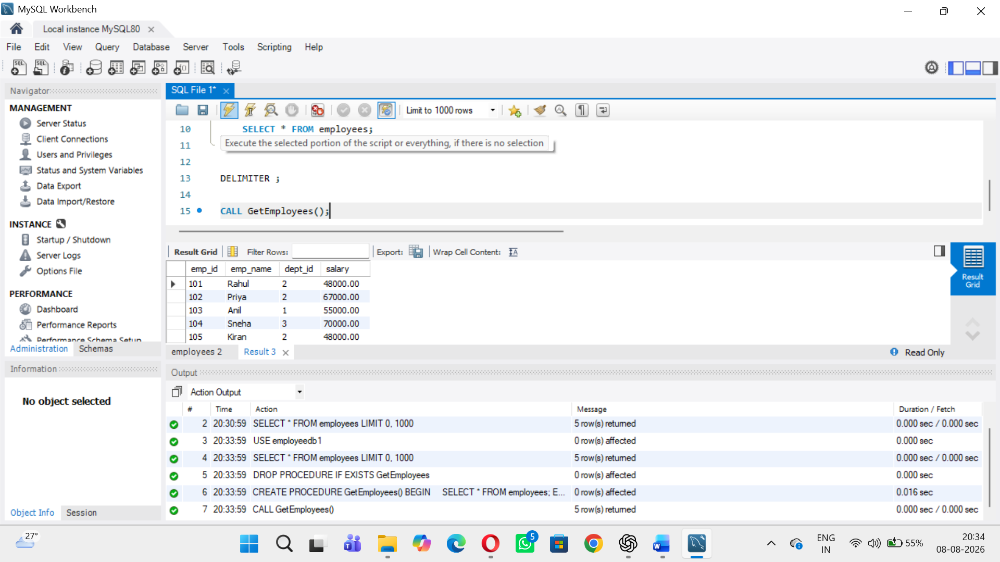 MySQL Workbench
Local instance MySQL80
File Edit View Query Database Server Tools Scripting Help
Navigator
MANAGEMENT
Server Status
Client Connections
Users and Privileges
Status and System Variables
Data Export
Data Import/Restore
INSTANCE
Startup / Shutdown
Server Logs
Options File
PERFORMANCE
Dashboard
Performance Reports
Performance Schema Setup
Administration Schemas
Information
No object selected
Object Info Session
SQL File 1*
Limit to 1000 rows
10 SELECT * FROM employees;
Execute the selected portion of the script or everything, if there is no selection
11
12
13 DELIMITER ;
14
15 CALL GetEmployees();
Result Grid Filter Rows: Export: Wrap Cell Content:
emp_id emp_name dept_id salary
101 Rahul 2 48000.00
102 Priya 2 67000.00
103 Anil 1 55000.00
104 Sneha 3 70000.00
105 Kiran 2 48000.00
Result
Grid
employees 2 Result 3 Read Only
Output
Action Output
# Time Action Message Duration / Fetch
2 20:30:59 SELECT * FROM employees LIMIT 0, 1000 5 row(s) returned 0.000 sec / 0.000 sec
3 20:33:59 USE employeedb1 0 row(s) affected 0.000 sec
4 20:33:59 SELECT * FROM employees LIMIT 0, 1000 5 row(s) returned 0.000 sec / 0.000 sec
5 20:33:59 DROP PROCEDURE IF EXISTS GetEmployees 0 row(s) affected 0.000 sec
6 20:33:59 CREATE PROCEDURE GetEmployees() BEGIN SELECT * FROM employees; E... 0 row(s) affected 0.016 sec
7 20:33:59 CALL GetEmployees() 5 row(s) returned 0.000 sec / 0.000 sec
27°
5
ENG
IN
55%
20:34
08-08-2026